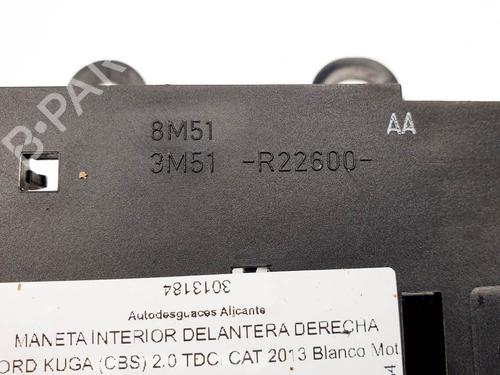 B-PARTS
8M51
3M51 -R22600-
AA
3013184
Autodesguaces Alicante
MANETA INTERIOR DELANTERA DERECHA
ORD KUGA (CBS) 2.0 TDCI CAT 2013 Blanco Mot